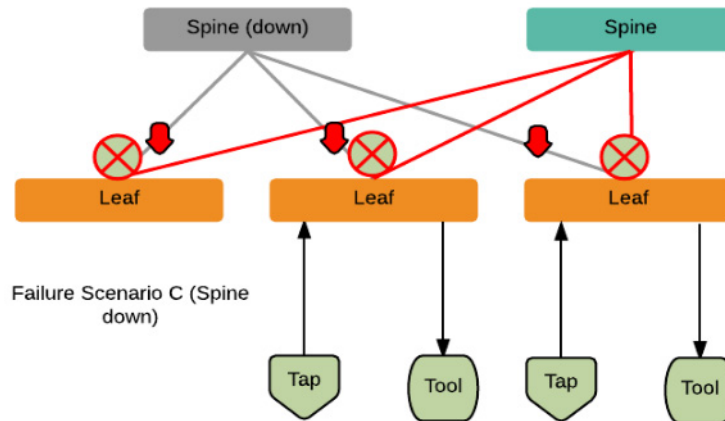 Spine (down)
Spine
Leaf
Leaf
Leaf
Failure Scenario C (Spine
down)
Tap
Tool
Tap
Tool